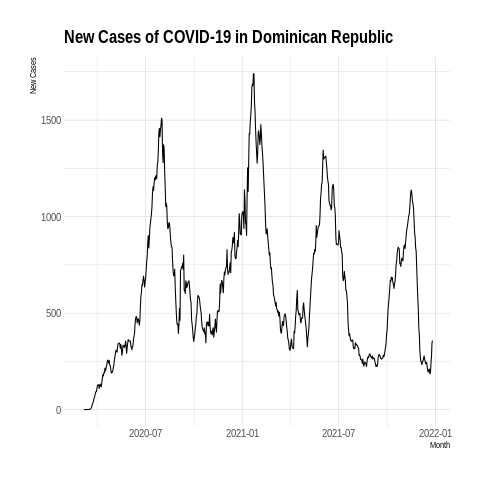 New Cases of COVID-19 in Dominican Republic
New Cases
1500
1000
500
0
2020-07
2021-01
2021-07
2022-01
Month